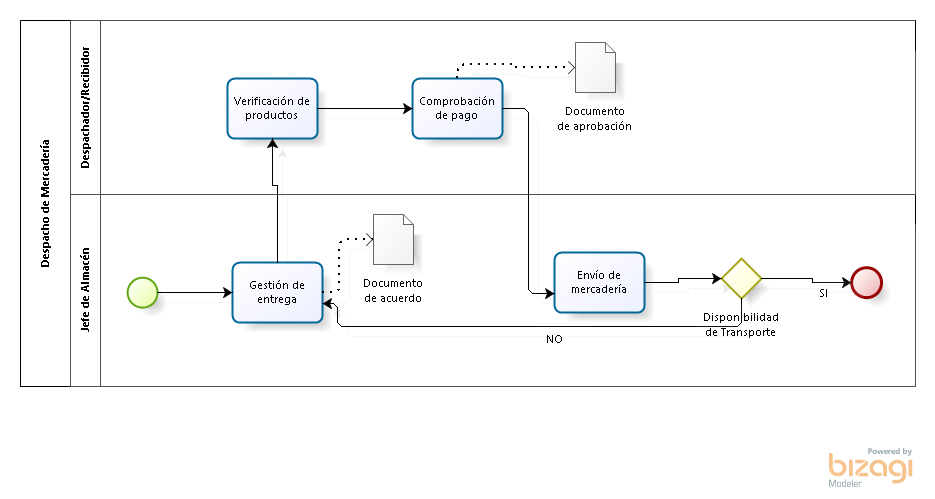 Despacho de Mercadería
Despachador/Recibidor
Verificación de
productos
Comprobación
de pago
Documento
de aprobación
Jefe de Almacén
Gestión de
entrega
Documento
de acuerdo
Envío de
mercadería
Disponibilidad
de Transporte
SI
NO
Powered by
bizagi
Modeler